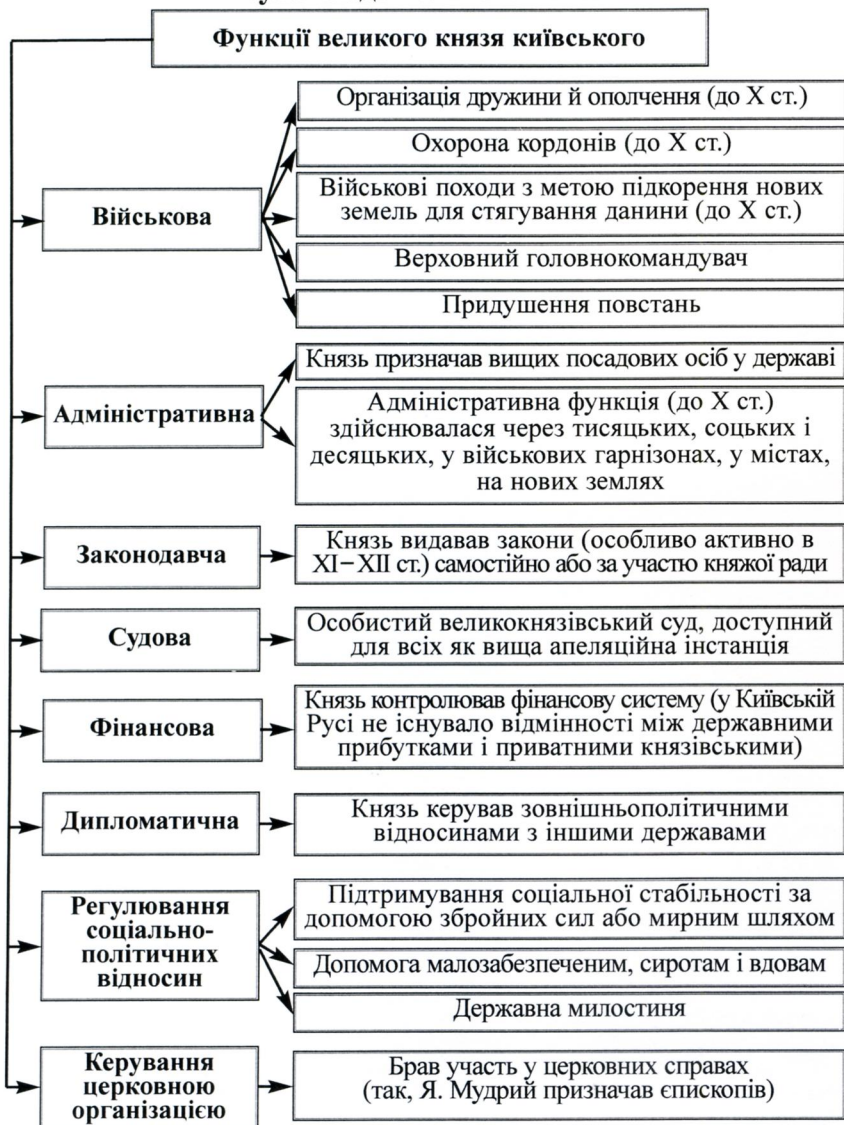 Функції великого князя київського
Військова
Організація дружини й ополчення (до X ст.)
Охорона кордонів (до X ст.)
Військові походи з метою підкорення нових
земель для стягування данини (до X ст.)
Верховний головнокомандувач
Придушення повстань
Адміністративна
Князь призначав вищих посадових осіб у державі
Адміністративна функція (до X ст.)
здійснювалася через тисяцьких, соцьких і
десяцьких, у військових гарнізонах, у містах,
на нових землях
Законодавча
Князь видавав закони (особливо активно в
XI–XII ст.) самостійно або за участю княжої ради
Судова
Особистий великокнязівський суд, доступний
для всіх як вища апеляційна інстанція
Фінансова
Князь контролював фінансову систему (у Київській
Русі не існувало відмінності між державними
прибутками і приватними князівськими)
Дипломатична
Князь керував зовнішньополітичними
відносинами з іншими державами
Регулювання
соціально-
політичних
відносин
Підтримування соціальної стабільності за
допомогою збройних сил або мирним шляхом
Допомога малозабезпеченим, сиротам і вдовам
Державна милостиня
Керування
церковною
організацією
Брав участь у церковних справах
(так, Я. Мудрий призначав єпископів)